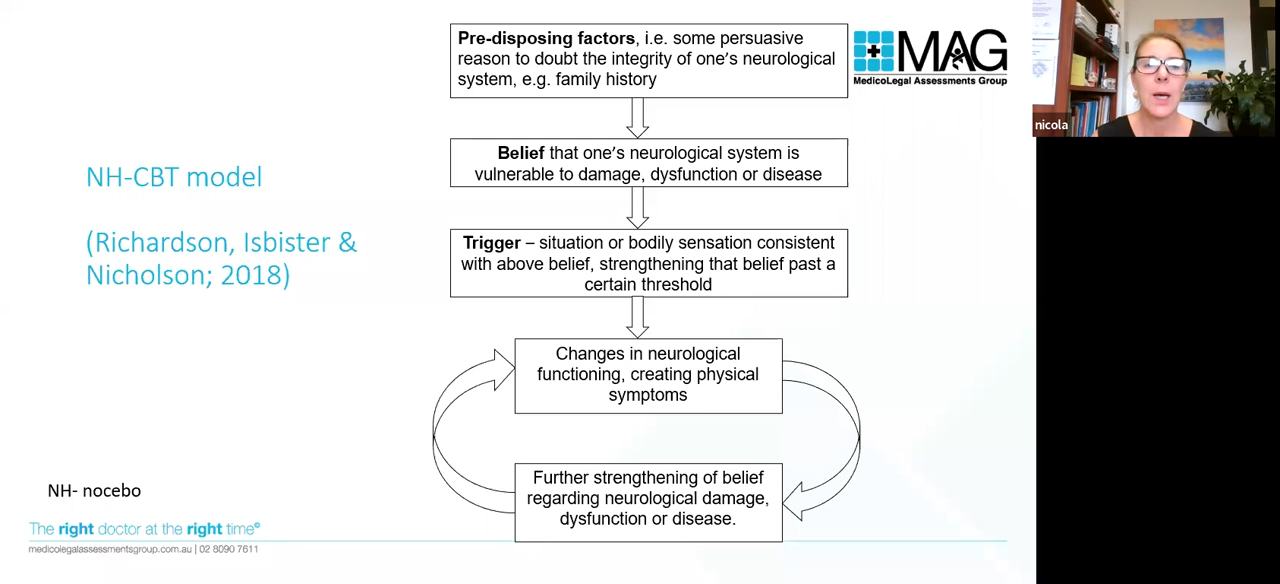 Pre-disposing factors, i.e. some persuasive
reason to doubt the integrity of one's neurological
system, e.g. family history
MAG
MedicoLegal Assessments Group
nicola
Belief that one's neurological system is
vulnerable to damage, dysfunction or disease
NH-CBT model
(Richardson, Isbister &
Nicholson; 2018)
Trigger – situation or bodily sensation consistent
with above belief, strengthening that belief past a
certain threshold
Changes in neurological
functioning, creating physical
symptoms
Further strengthening of belief
regarding neurological damage,
dysfunction or disease.
NH- nocebo
The right doctor at the right time©
medicolegalassessmentsgroup.com.au | 02 8090 7611